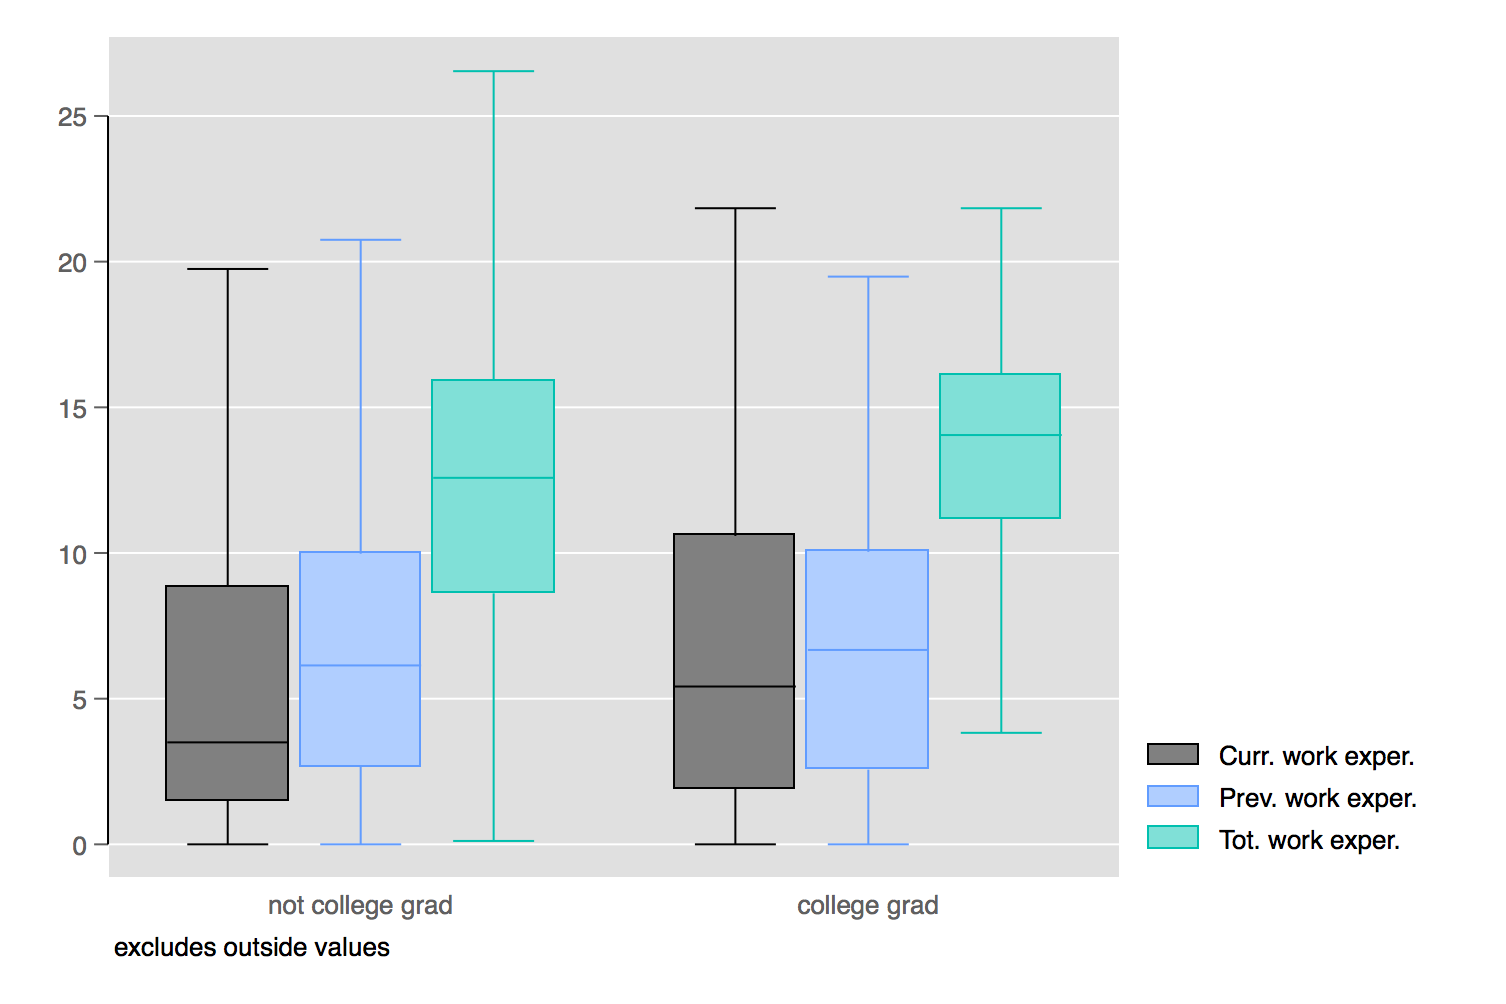 25
20
15
10
5
0
not college grad
college grad
excludes outside values
Curr. work exper.
Prev. work exper.
Tot. work exper.